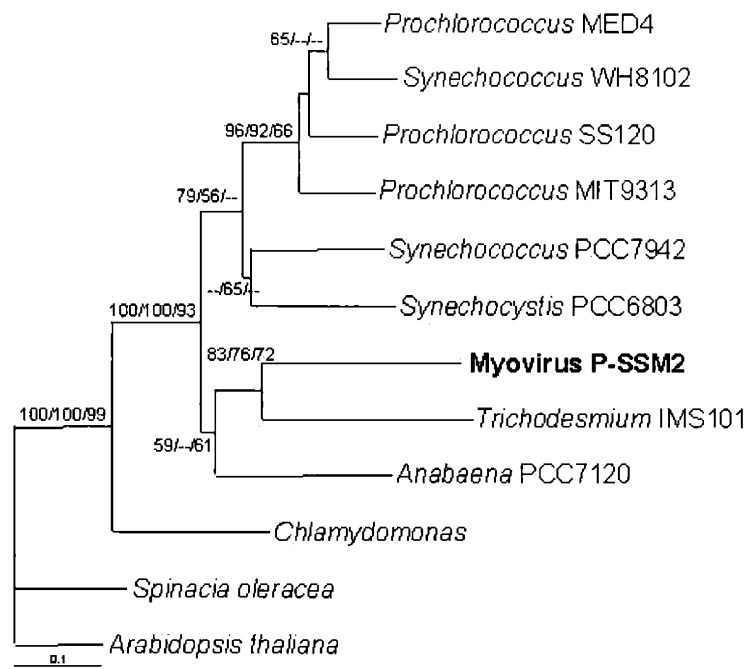 Prochlorococcus MED4
65/--/--
Synechococcus WH8102
96/92/66
Prochlorococcus SS120
79/56/--
Prochlorococcus MIT9313
Synechococcus PCC7942
--/65/--
Synechocystis PCC6803
100/100/93
83/76/72
Myovirus P-SSM2
100/100/99
Trichodesmium IMS101
59/--/61
Anabaena PCC7120
Chlamydomonas
Spinacia oleracea
Arabidopsis thaliana
0.1